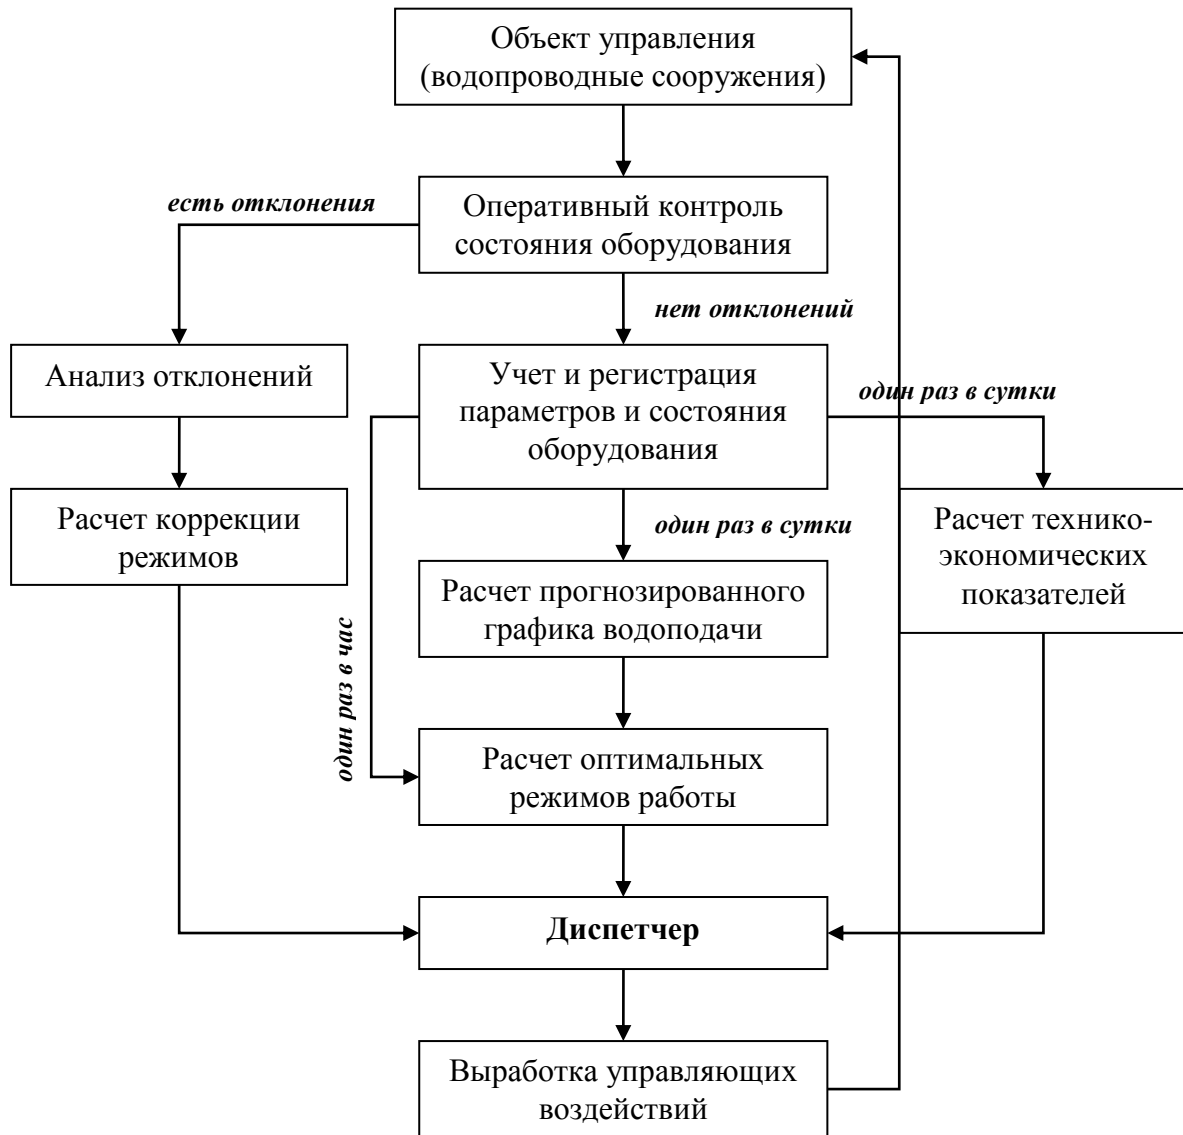 Объект управления
(водопроводные сооружения)
есть отклонения
Оперативный контроль
состояния оборудования
нет отклонений
Анализ отклонений
Учет и регистрация
параметров и состояния
оборудования
один раз в сутки
Расчет коррекции
режимов
один раз в сутки
Расчет технико-
экономических
показателей
Расчет прогнозированного
графика водоподачи
один раз в час
Расчет оптимальных
режимов работы
Диспетчер
Выработка управляющих
воздействий